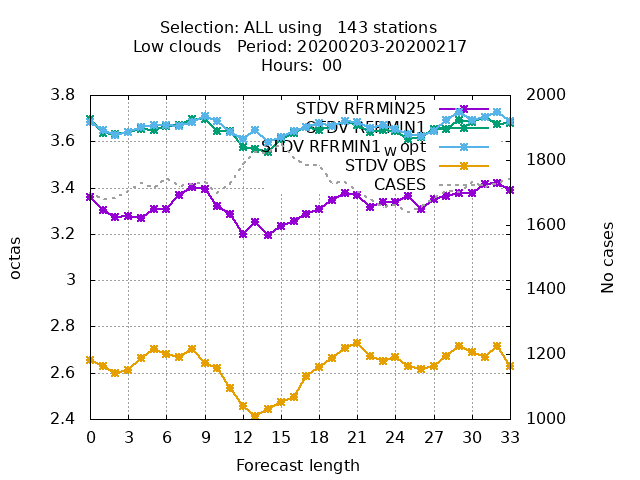 Selection: ALL using   143 stations
Low clouds   Period: 20200203-20200217
Hours:  00
3.8
3.6
3.4
3.2
3
2.8
2.6
2.4
2000
1800
1600
1400
1200
1000
octas
No cases
STDV RFRMIN25
STDV RFRMIN1
STDV RFRMIN1_W opt
STDV OBS
CASES
0 3 6 9 12 15 18 21 24 27 30 33
Forecast length